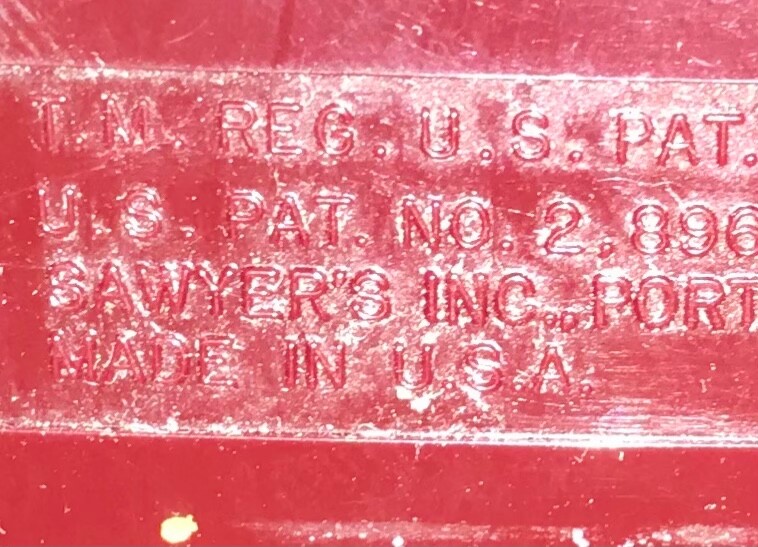 T.M. REG. U.S. PAT.
U.S. PAT. NO. 2,896
SAWYER'S INC., PORT
MADE IN U.S.A.